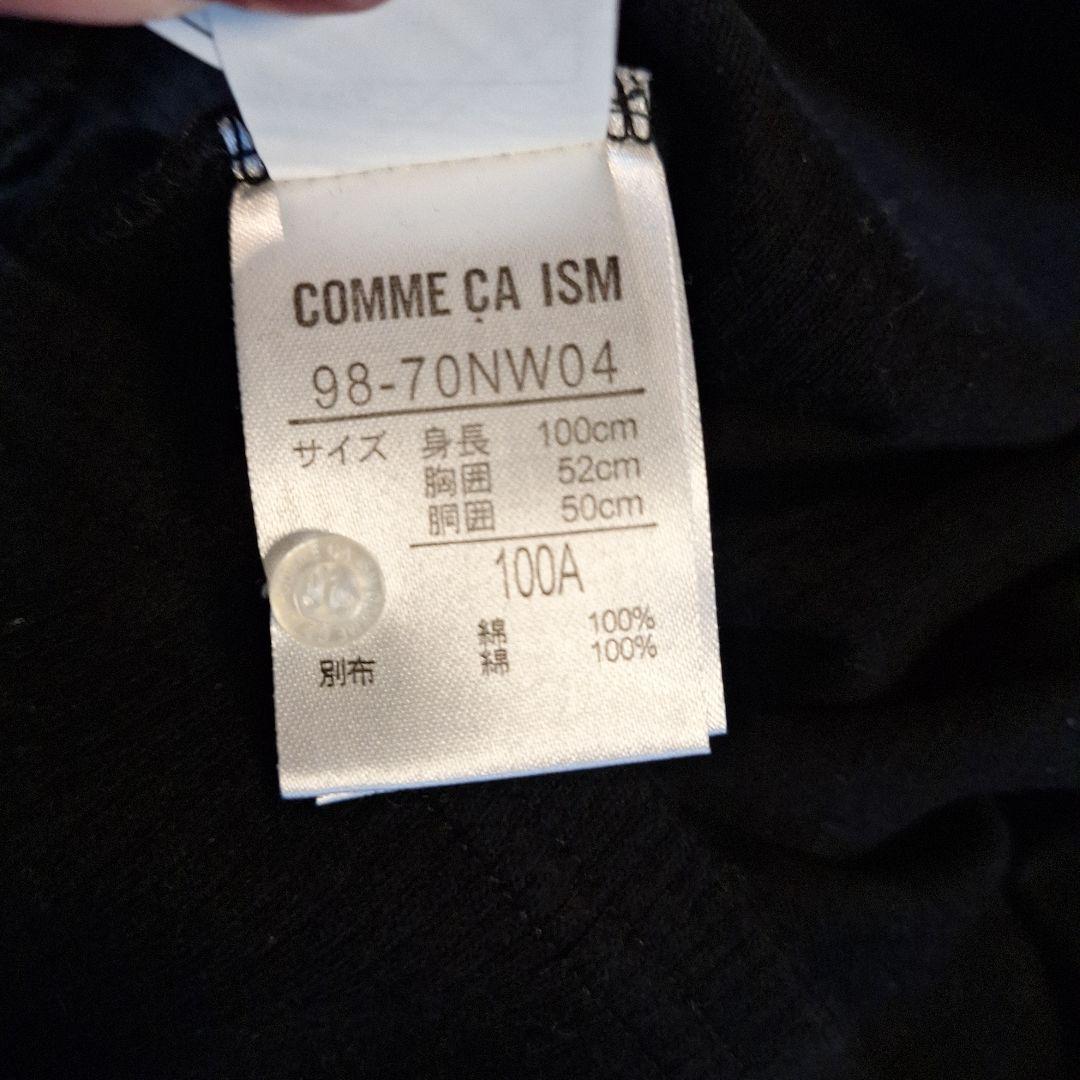 COMME ÇA ISM
98-70NW04
サイズ 身長 100cm
胸囲 52cm
胴囲 50cm
100A
綿 100%
別布 綿 100%